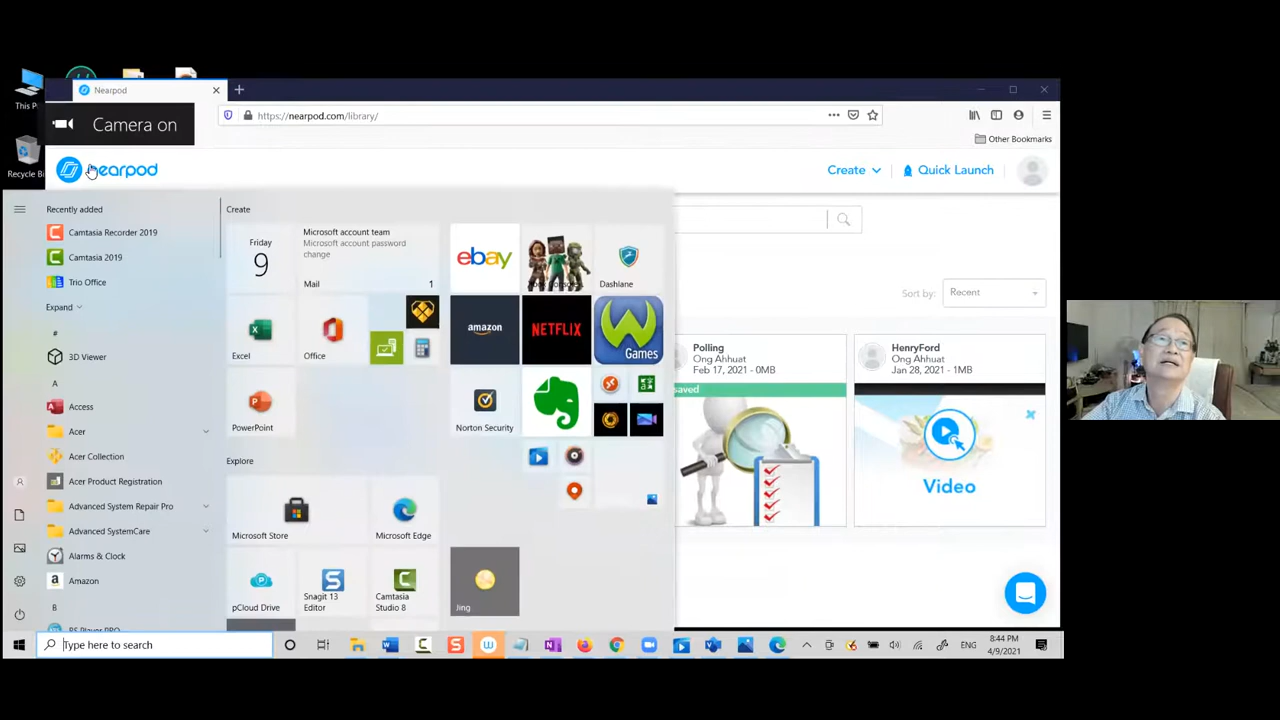 Nearpod
This P
Camera on
https://nearpod.com/library/
Other Bookmarks
Recycle Bi
nearpod
Create
Quick Launch
Recently added
Camtasia Recorder 2019
Camtasia 2019
Trio Office
Expand
#
3D Viewer
A
Access
Acer
Acer Collection
Acer Product Registration
Advanced System Repair Pro
Advanced SystemCare
Alarms & Clock
Amazon
B
Create
Friday
9
Microsoft account team
Microsoft account password
change
Mail
1
Excel
Office
PowerPoint
ebay
Dashlane
amazon
NETFLIX
Games
Norton Security
Explore
Microsoft Store
Microsoft Edge
pCloud Drive
Snagit 13
Editor
Camtasia
Studio 8
Jing
Sort by:
Recent
Polling
Ong Ahhuat
Feb 17, 2021 - 0MB
saved
HenryFord
Ong Ahhuat
Jan 28, 2021 - 1MB
Video
Type here to search
ENG
8:44 PM
4/9/2021